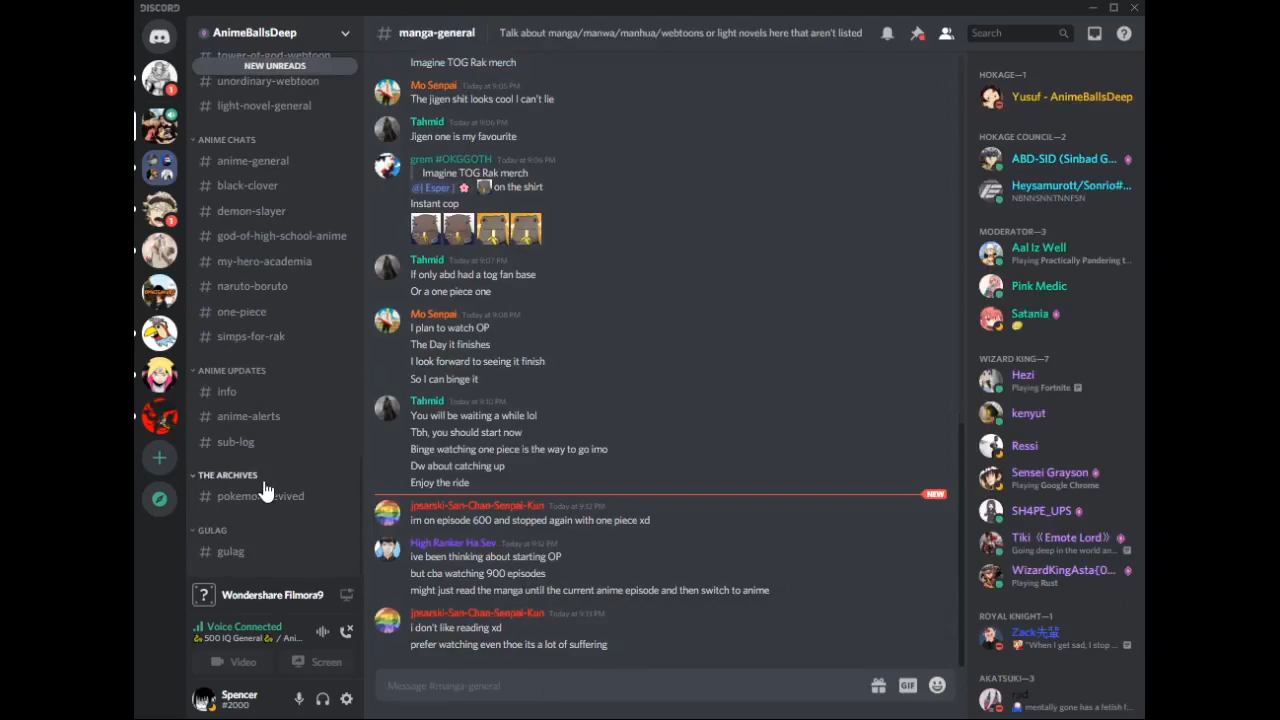 DISCORD
AnimeBallsDeep
tower-of-god-webtoon
NEW UNREADS
unordinary-webtoon
light-novel-general
ANIME CHATS
anime-general
black-clover
demon-slayer
god-of-high-school-anime
my-hero-academia
naruto-boruto
one-piece
simps-for-rak
ANIME UPDATES
info
anime-alerts
sub-log
THE ARCHIVES
pokemo revived
GULAG
gulag
Wondershare Filmora9
Voice Connected
500 IQ General / Ani...
Video
Screen
Spencer
#2000
1
1
manga-general
Talk about manga/manwa/manhua/webtoons or light novels here that aren't listed
Search
Imagine TOG Rak merch
Mo Senpai Today at 9:05 PM
The jigen shit looks cool I can't lie
Tahmid Today at 9:06 PM
Jigen one is my favourite
grem #OKGGOTH Today at 9:06 PM
Imagine TOG Rak merch
@| Esper | on the shirt
Instant cop
Tahmid Today at 9:07 PM
If only abd had a tog fan base
Or a one piece one
Mo Senpai Today at 9:08 PM
I plan to watch OP
The Day it finishes
I look forward to seeing it finish
So I can binge it
Tahmid Today at 9:10 PM
You will be waiting a while lol
Tbh, you should start now
Binge watching one piece is the way to go imo
Dw about catching up
Enjoy the ride
NEW
jpsarski-San-Chan-Senpai-Kun Today at 9:12 PM
im on episode 600 and stopped again with one piece xd
High Ranker Ha Sev Today at 9:12 PM
ive been thinking about starting OP
but cba watching 900 episodes
might just read the manga until the current anime episode and then switch to anime
jpsarski-San-Chan-Senpai-Kun Today at 9:13 PM
i don't like reading xd
prefer watching even thoe its a lot of suffering
Message #manga-general
GIF
HOKAGE—1
Yusuf - AnimeBallsDeep
HOKAGE COUNCIL—2
ABD-SID (Sinbad G...
Heysamurott/Sonrio#...
NBNNSNNTNNFSN
MODERATOR—3
Aal Iz Well
Playing Practically Pandering t...
Pink Medic
Satania
WIZARD KING—7
Hezi
Playing Fortnite
kenyut
Ressi
Sensei Grayson
Playing Google Chrome
SH4PE_UPS
Tiki《Emote Lord》
Going deep in the world an...
WizardKingAsta{0...
Playing Rust
ROYAL KNIGHT—1
Zack先輩
"When I get sad, I stop ...
AKATSUKI—3
rad
mentally gone has a fetish f...